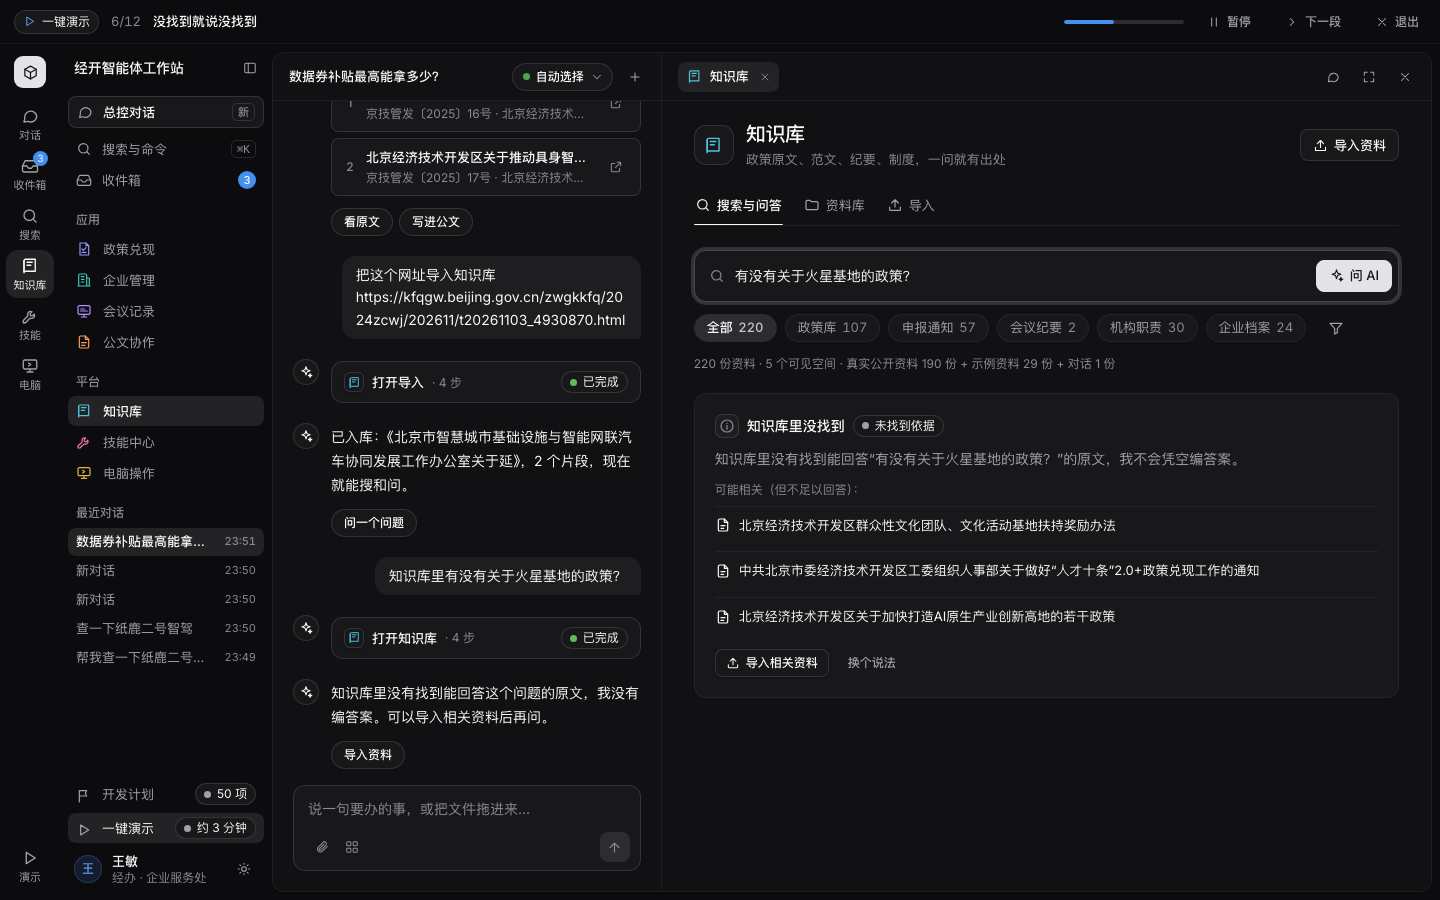 一键演示
6/12
没找到就说没找到
暂停
下一段
退出
对话
3
收件箱
搜索
知识库
技能
电脑
演示
经开智能体工作站
总控对话
新
搜索与命令
⌘K
收件箱
3
应用
政策兑现
企业管理
会议记录
公文协作
平台
知识库
技能中心
电脑操作
最近对话
数据券补贴最高能拿... 23:51
新对话 23:50
新对话 23:50
查一下纸鹿二号智驾 23:50
帮我查一下纸鹿二号... 23:49
开发计划
50 项
一键演示
约 3 分钟
王
王敏
经办 · 企业服务处
数据券补贴最高能拿多少?
自动选择
1
京技管发〔2025〕16号 · 北京经济技术...
2
北京经济技术开发区关于推动具身智...
京技管发〔2025〕17号 · 北京经济技术...
看原文
写进公文
把这个网址导入知识库
https://kfqgw.beijing.gov.cn/zwgkkfq/20
24zcwj/202611/t20261103_4930870.html
打开导入 · 4 步
已完成
已入库：《北京市智慧城市基础设施与智能网联汽
车协同发展工作办公室关于延》，2 个片段，现在
就能搜和问。
问一个问题
知识库里有没有关于火星基地的政策？
打开知识库 · 4 步
已完成
知识库里没有找到能回答这个问题的原文，我没有
编答案。可以导入相关资料后再问。
导入资料
说一句要办的事，或把文件拖进来...
知识库
知识库
政策原文、范文、纪要、制度，一问就有出处
导入资料
搜索与问答
资料库
导入
有没有关于火星基地的政策？
问 AI
全部 220
政策库 107
申报通知 57
会议纪要 2
机构职责 30
企业档案 24
220 份资料 · 5 个可见空间 · 真实公开资料 190 份 + 示例资料 29 份 + 对话 1 份
知识库里没找到
未找到依据
知识库里没有找到能回答“有没有关于火星基地的政策？”的原文，我不会凭空编答案。
可能相关（但不足以回答）：
北京经济技术开发区群众性文化团队、文化活动基地扶持奖励办法
中共北京市委经济技术开发区工委组织人事部关于做好“人才十条”2.0+政策兑现工作的通知
北京经济技术开发区关于加快打造AI原生产业创新高地的若干政策
导入相关资料
换个说法